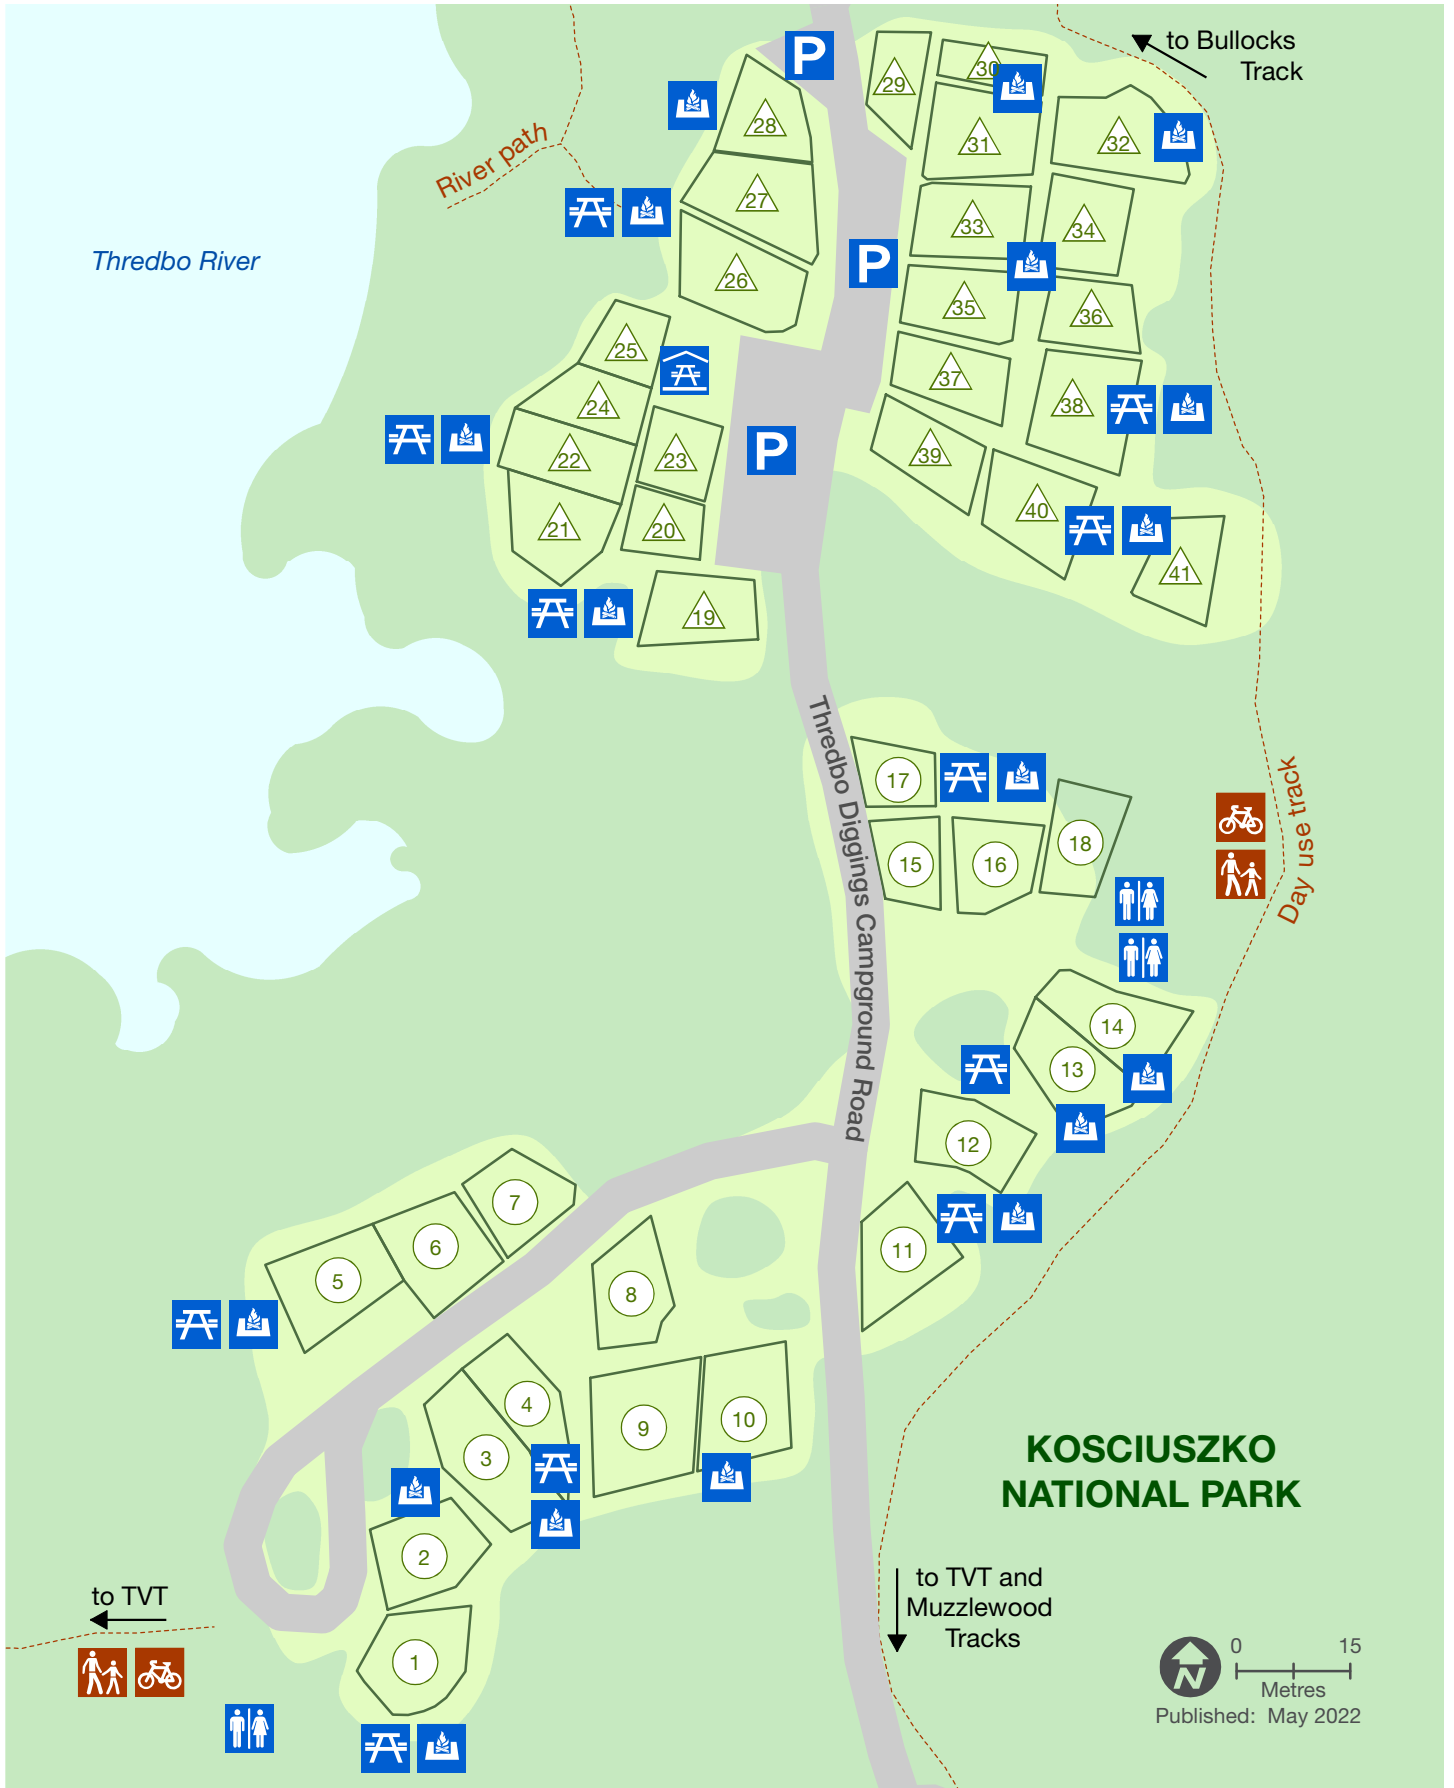 to Bullocks
Track
P
29
30
28
31
32
River path
27
33
34
Thredbo River
P
26
35
36
25
37
24
38
39
22
23
P
21
20
40
41
19
17
Thredbo Diggings Campground Road
15
16
18
Day use track
14
13
12
7
6
11
5
8
4
10
9
3
KOSCIUSZKO
NATIONAL PARK
2
to TVT
to TVT and
Muzzlewood
Tracks
1
N
0 15
Metres
Published: May 2022